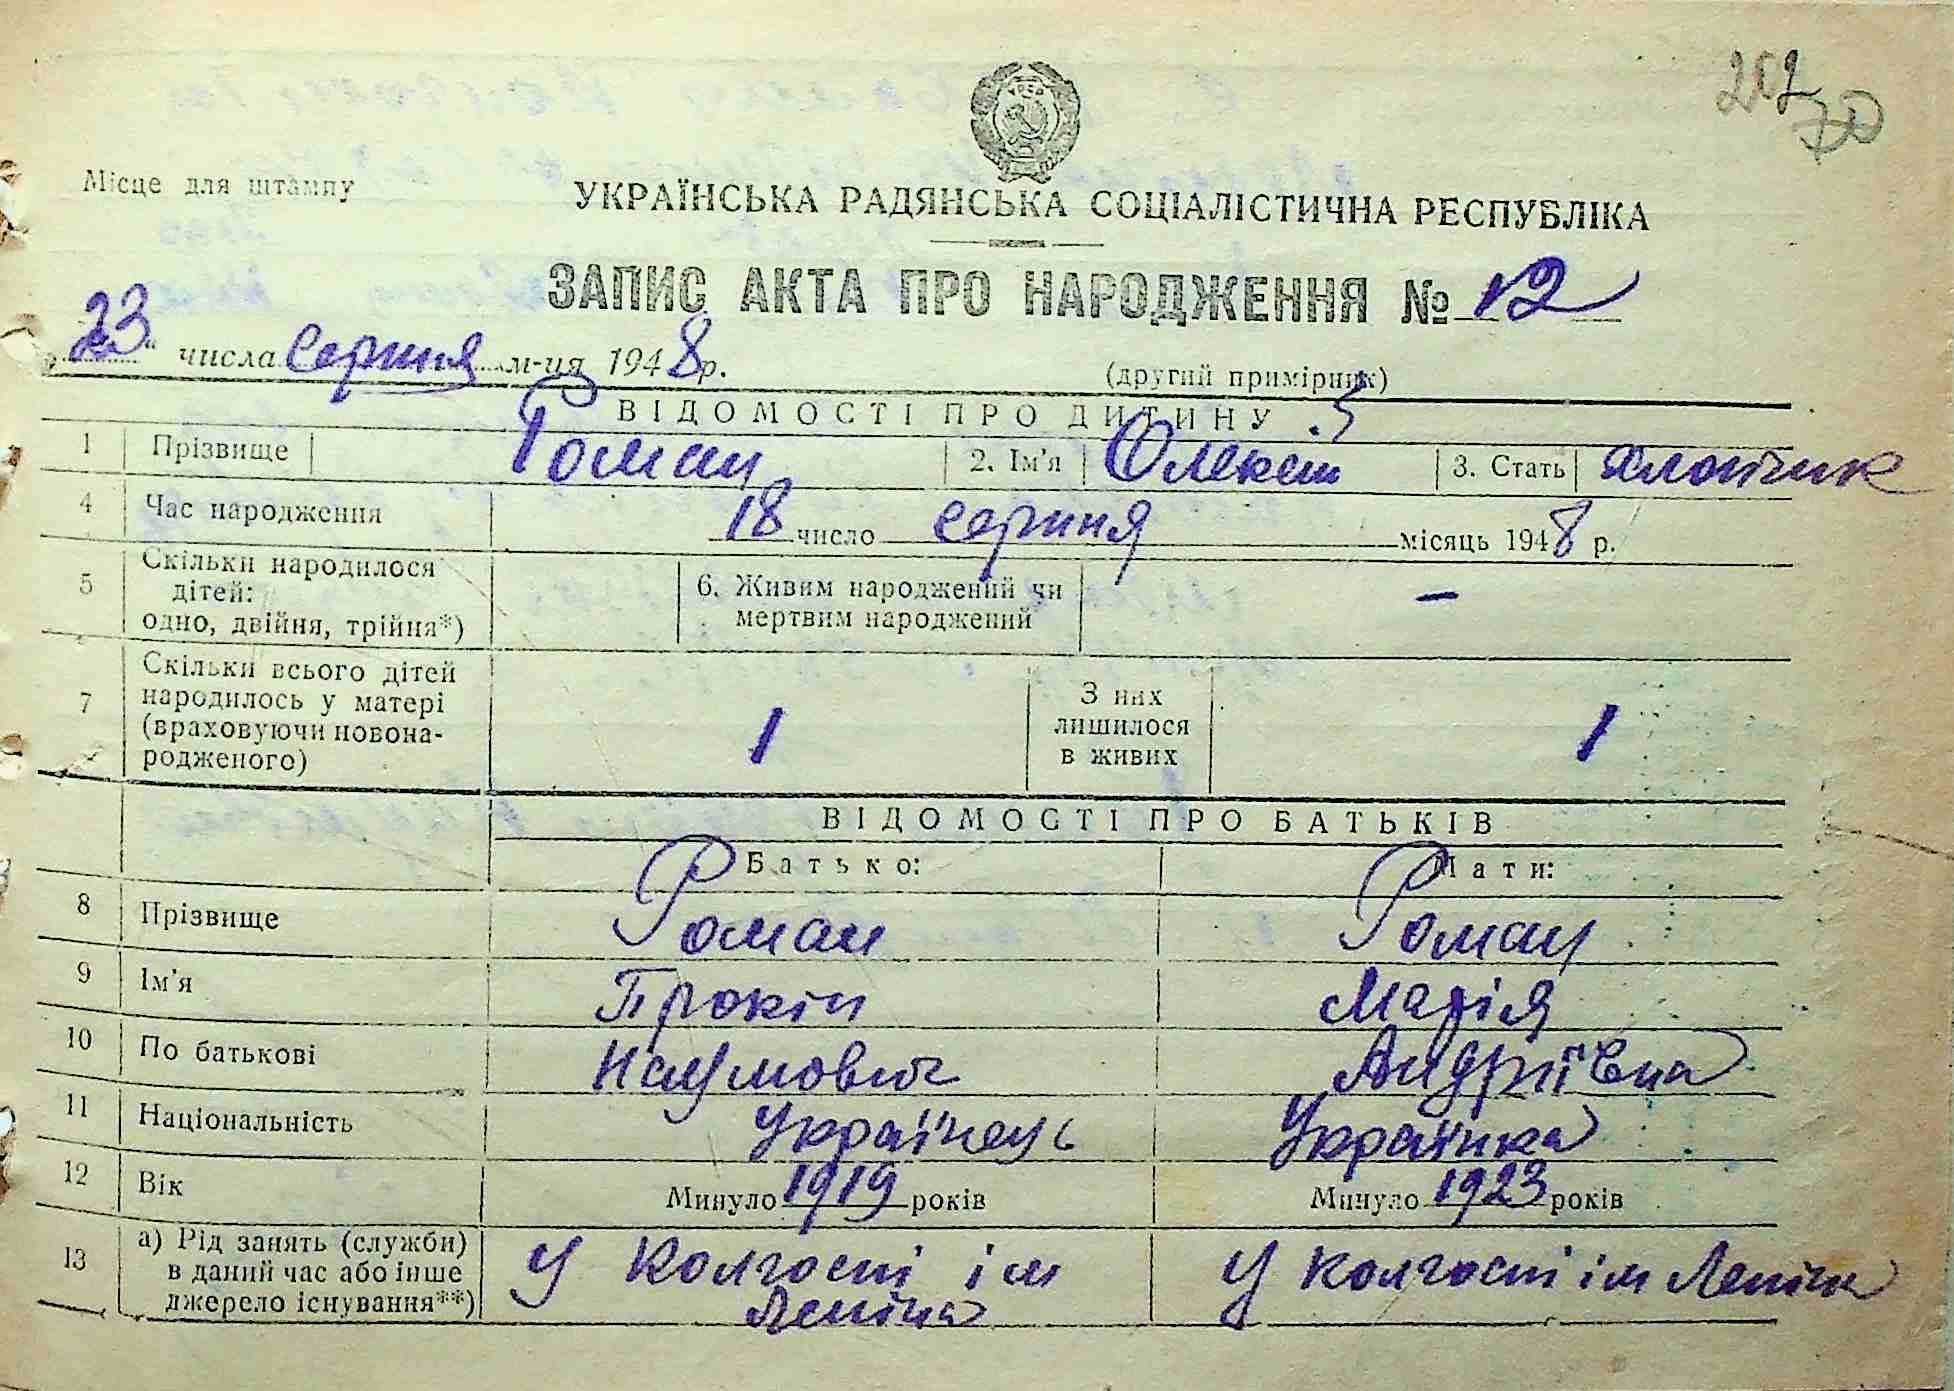 202
70
УРСР
Місце для штампу
УКРАЇНСЬКА РАДЯНСЬКА СОЦІАЛІСТИЧНА РЕСПУБЛІКА
ЗАПИС АКТА ПРО НАРОДЖЕННЯ № 12
„23“ числа серпня м-ця 1948 р.
(другий примірник)
ВІДОМОСТІ ПРО ДИТИНУ
1 Прізвище Роман 2. Ім'я Олексій 3. Стать хлопчик
4 Час народження 18 число серпня місяць 1948 р.
5 Скільки народилося
дітей:
одно, двійня, трійня*)
6. Живим народжений чи
мертвим народжений –
7 Скільки всього дітей
народилось у матері
(враховуючи новона-
родженого) 1
З них
лишилося
в живих 1
ВІДОМОСТІ ПРО БАТЬКІВ
Батько: Мати:
8 Прізвище Роман Роман
9 Ім'я Прокіп Марія
10 По батькові Наумович Андріївна
11 Національність Українець Українка
12 Вік Минуло 1919 років Минуло 1923 років
13 а) Рід занять (служби)
в даний час або інше
джерело існування**)
У колгоспі ім
Леніна
У колгоспі ім Леніна